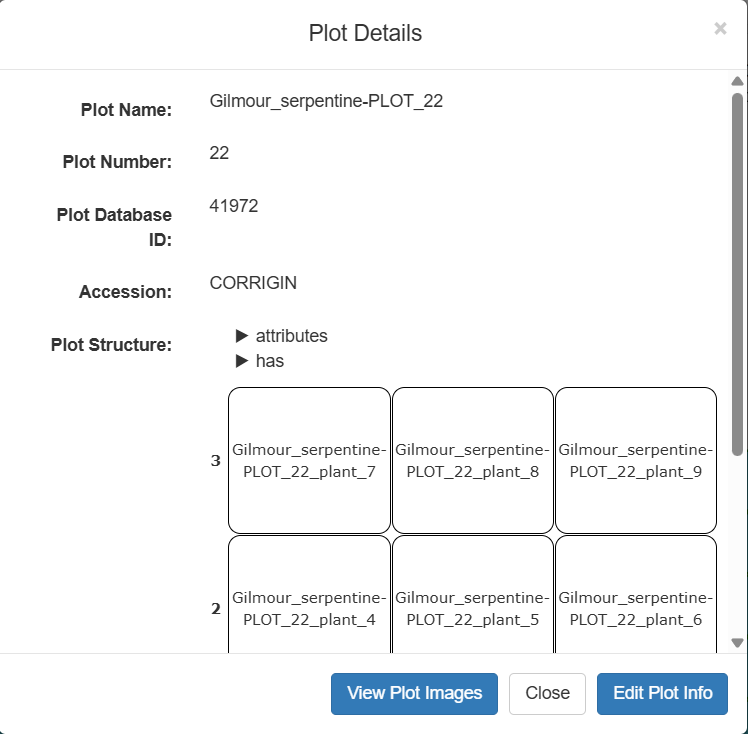 Plot Details
×
Plot Name: Gilmour_serpentine-PLOT_22
Plot Number: 22
Plot Database ID: 41972
Accession: CORRIGIN
Plot Structure:
► attributes
► has
3
Gilmour_serpentine-PLOT_22_plant_7
Gilmour_serpentine-PLOT_22_plant_8
Gilmour_serpentine-PLOT_22_plant_9
2
Gilmour_serpentine-PLOT_22_plant_4
Gilmour_serpentine-PLOT_22_plant_5
Gilmour_serpentine-PLOT_22_plant_6
View Plot Images
Close
Edit Plot Info